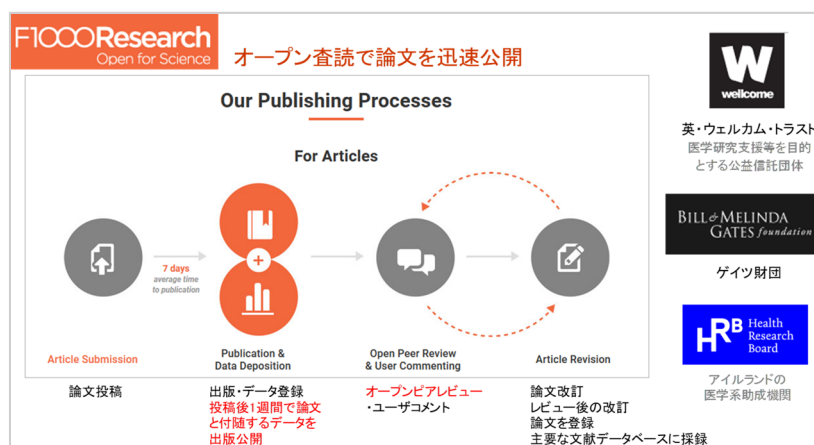 F1000Research
Open for Science
オープン査読で論文を迅速公開
Our Publishing Processes
For Articles
7 days
average time
to publication
Article Submission
Publication &
Data Deposition
Open Peer Review
& User Commenting
Article Revision
論文投稿
出版・データ登録
投稿後1週間で論文
と付随するデータを
出版公開
オープンピアレビュー
・ユーザコメント
論文改訂
レビュー後の改訂
論文を登録
主要な文献データベースに採録
W
wellcome
英・ウェルカム・トラスト
医学研究支援等を目的
とする公益信託団体
BILL & MELINDA
GATES foundation
ゲイツ財団
HRB Health
Research
Board
アイルランドの
医学系助成機関